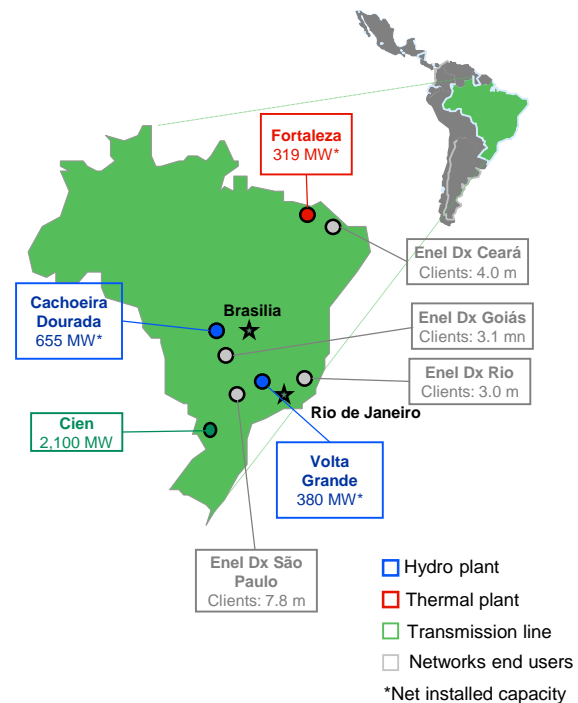 Fortaleza
319 MW*
Enel Dx Ceará
Clients: 4.0 m
Cachoeira
Dourada
655 MW*
Brasilia
Enel Dx Goiás
Clients: 3.1 mn
Enel Dx Rio
Clients: 3.0 m
Rio de Janeiro
Cien
2,100 MW
Volta
Grande
380 MW*
Enel Dx São
Paulo
Clients: 7.8 m
Hydro plant
Thermal plant
Transmission line
Networks end users
*Net installed capacity